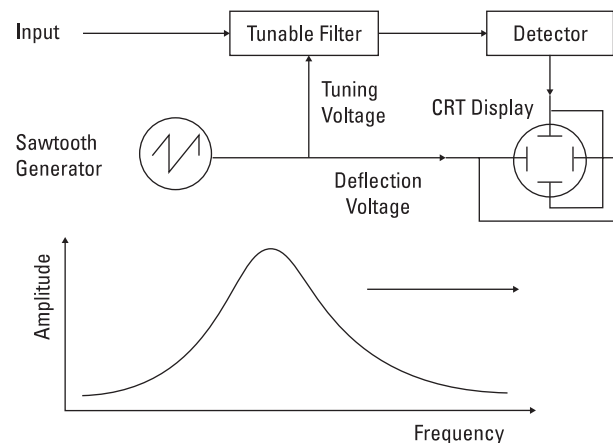 Input
Tunable Filter
Detector
Tuning
Voltage
CRT Display
Sawtooth
Generator
Deflection
Voltage
Amplitude
Frequency